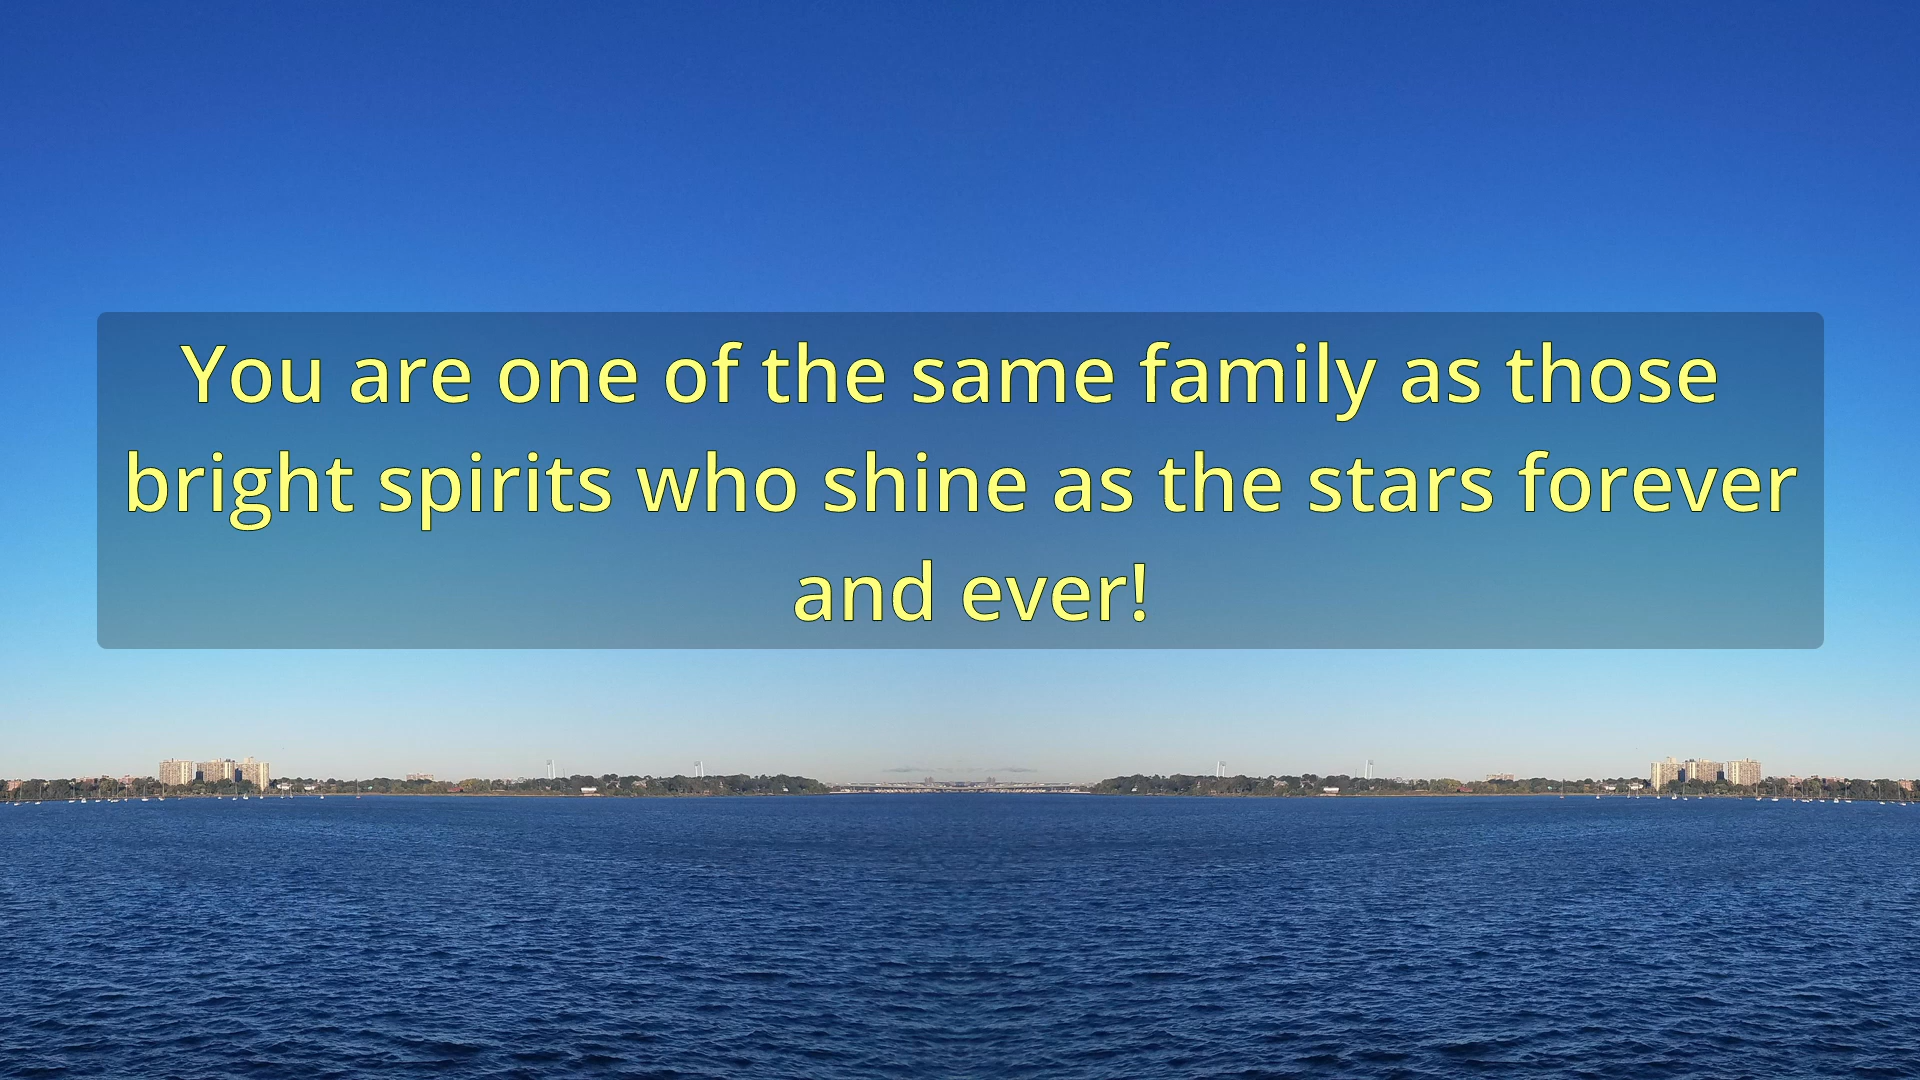 You are one of the same family as those
bright spirits who shine as the stars forever
and ever!